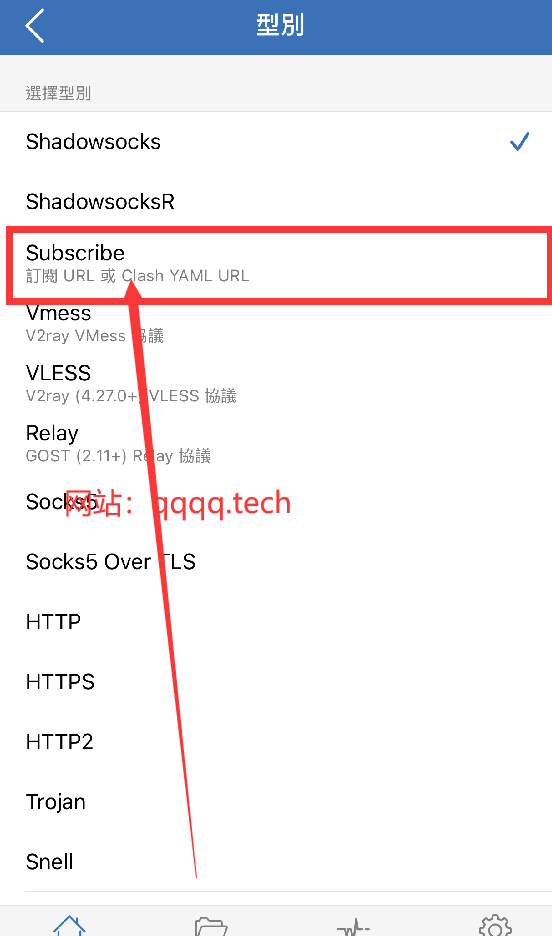 型別
選擇型別
Shadowsocks
ShadowsocksR
Subscribe
訂閱 URL 或 Clash YAML URL
Vmess
V2ray VMess 協議
VLESS
V2ray (4.27.0+) VLESS 協議
Relay
GOST (2.11+) Relay 協議
Socks5
网站：qqqq.tech
Socks5 Over TLS
HTTP
HTTPS
HTTP2
Trojan
Snell